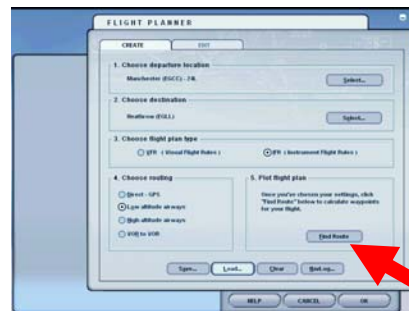 FLIGHT PLANNER
CREATE EDIT
1. Choose departure location
Manchester (EGCC) - 24L
Select...
2. Choose destination
Heathrow (EGLL)
Select...
3. Choose flight plan type
VFR ( Visual Flight Rules )
IFR ( Instrument Flight Rules )
4. Choose routing
Direct - GPS
Low altitude airways
High altitude airways
VOR to VOR
5. Plot flight plan
Once you've chosen your settings, click
"Find Route" below to calculate waypoints
for your flight.
Find Route
Save... Load... Clear NavLog...
HELP CANCEL OK